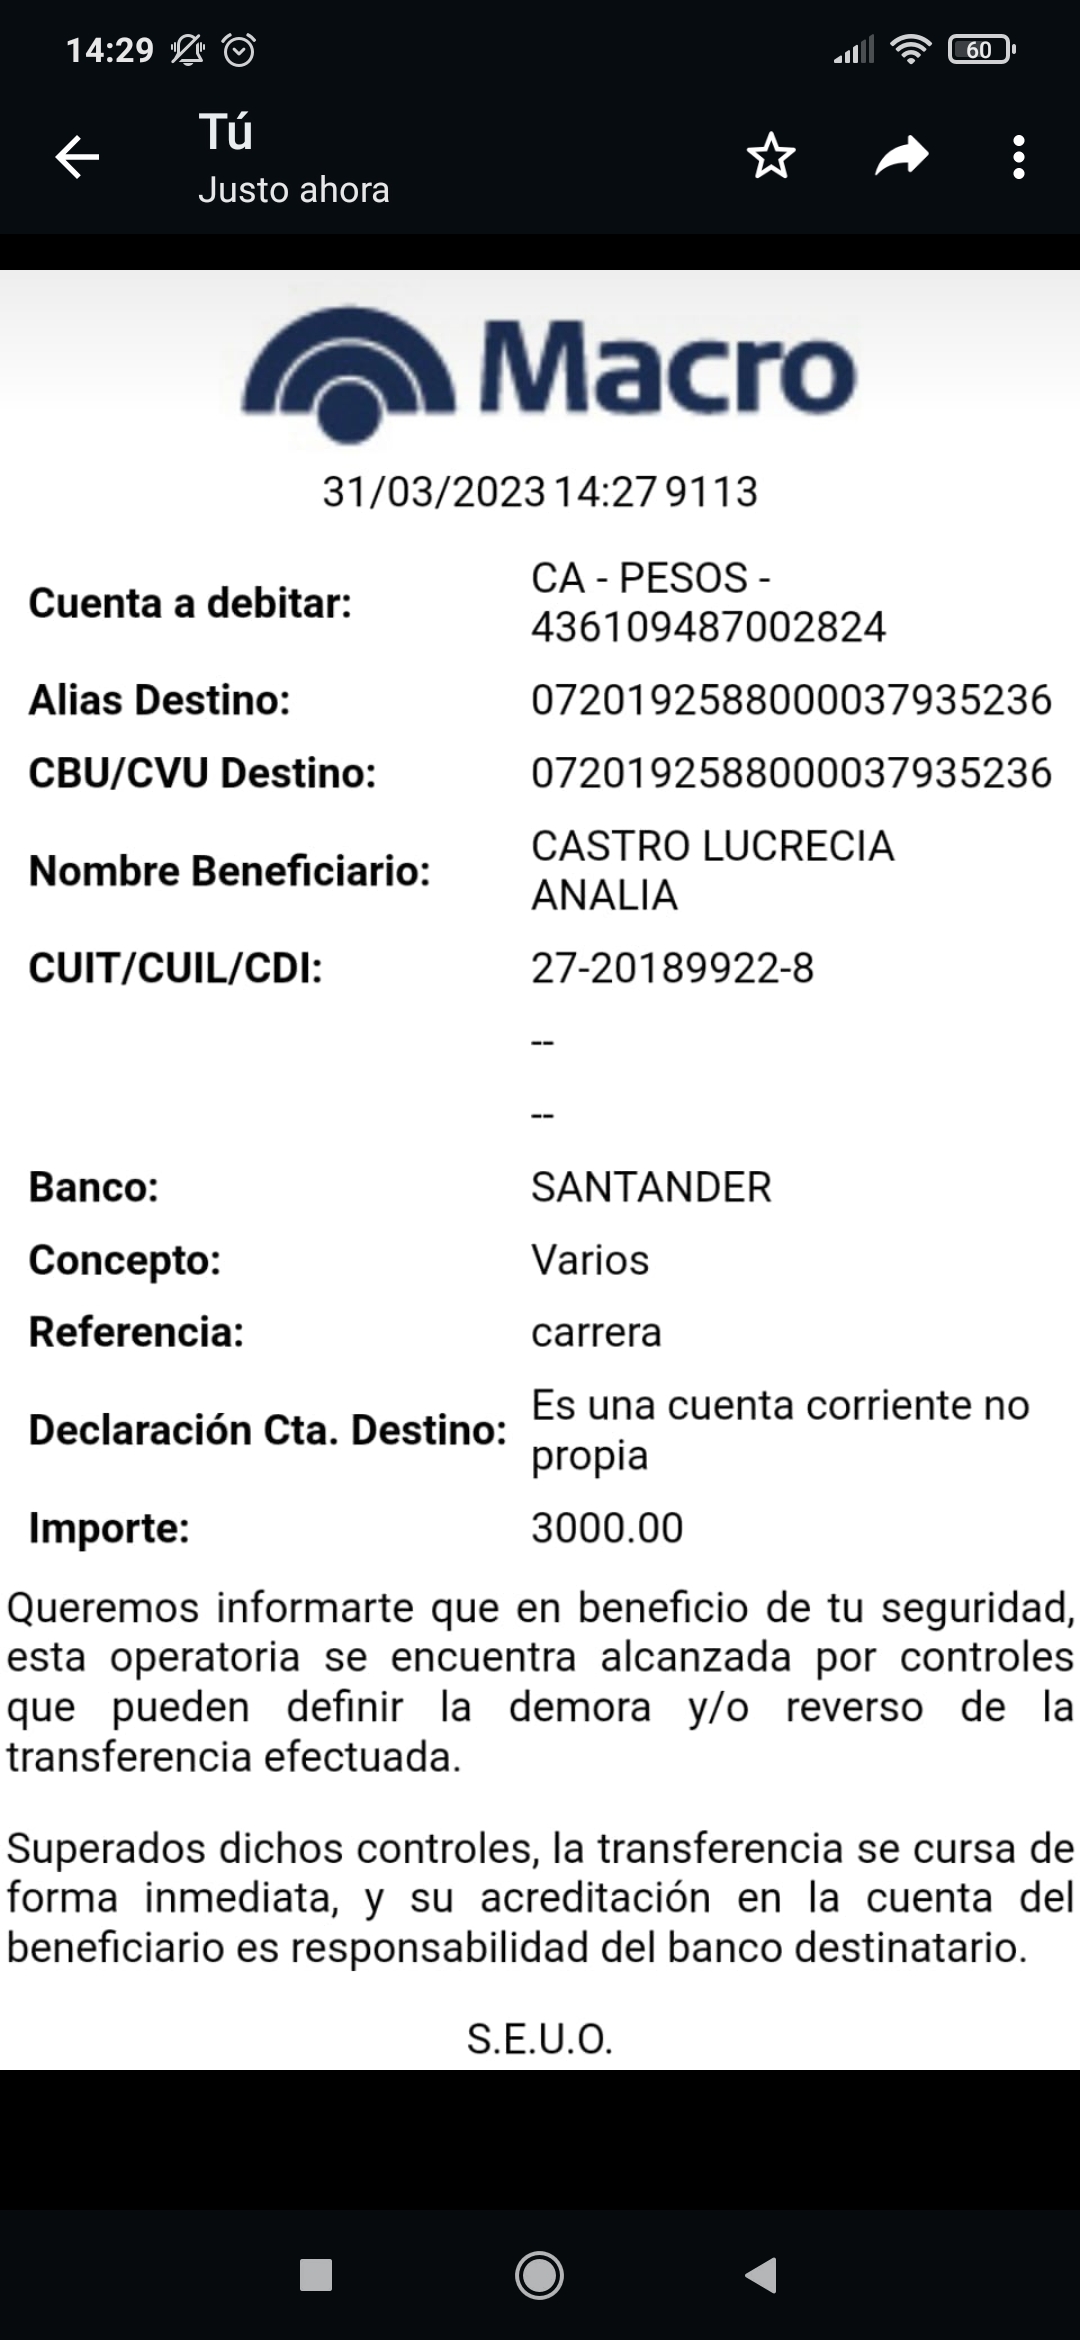 14:29
60
Tú
Justo ahora
Macro
31/03/2023 14:27 9113
Cuenta a debitar: CA - PESOS -
436109487002824
Alias Destino: 0720192588000037935236
CBU/CVU Destino: 0720192588000037935236
Nombre Beneficiario: CASTRO LUCRECIA
ANALIA
CUIT/CUIL/CDI: 27-20189922-8
--
--
Banco: SANTANDER
Concepto: Varios
Referencia: carrera
Declaración Cta. Destino: Es una cuenta corriente no
propia
Importe: 3000.00
Queremos informarte que en beneficio de tu seguridad,
esta operatoria se encuentra alcanzada por controles
que pueden definir la demora y/o reverso de la
transferencia efectuada.
Superados dichos controles, la transferencia se cursa de
forma inmediata, y su acreditación en la cuenta del
beneficiario es responsabilidad del banco destinatario.
S.E.U.O.